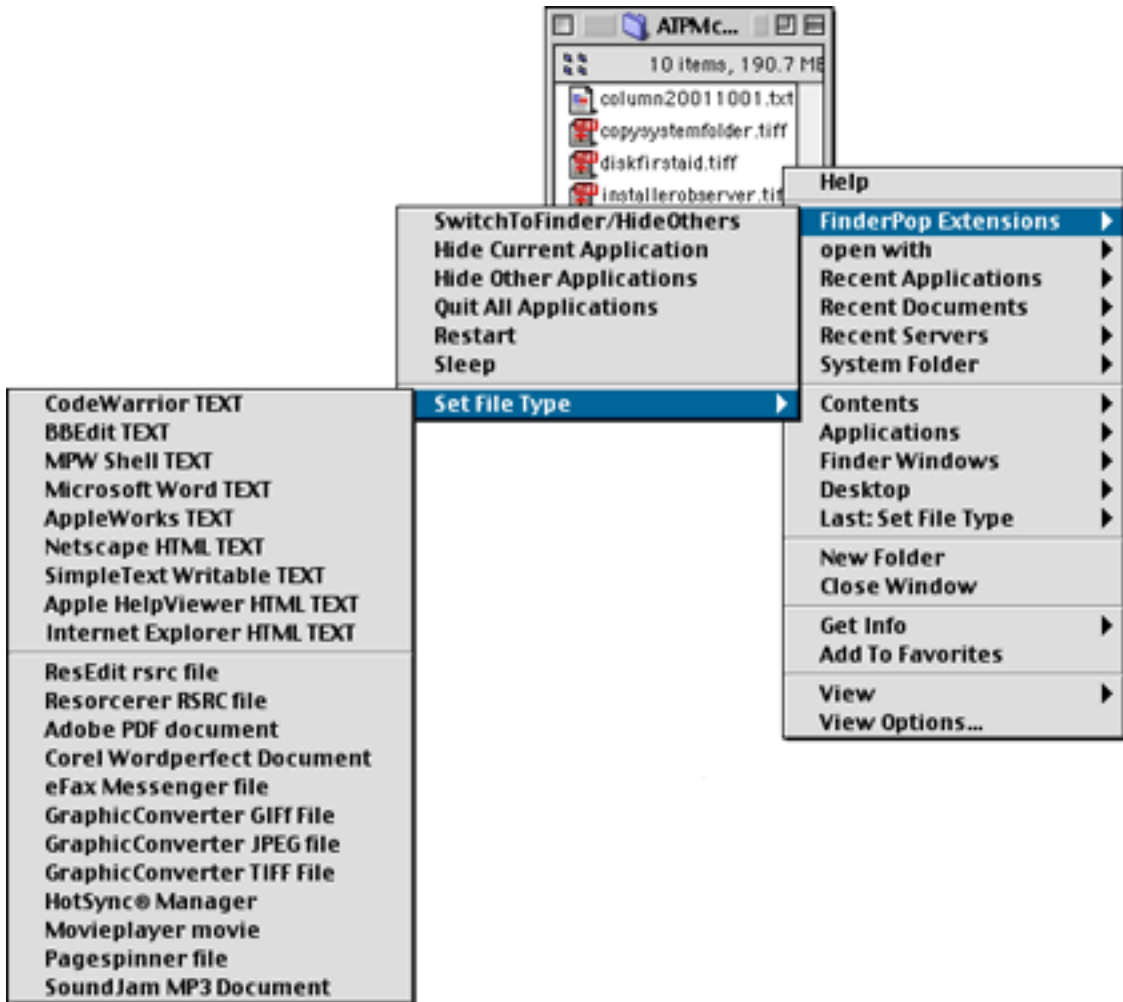 AIPMc...
10 items, 190.7 MB
column20011001.txt
copysystemfolder.tiff
diskfirstaid.tiff
installerobserver.tif
Help
FinderPop Extensions
open with
Recent Applications
Recent Documents
Recent Servers
System Folder
Contents
Applications
Finder Windows
Desktop
Last: Set File Type
New Folder
Close Window
Get Info
Add To Favorites
View
View Options...
SwitchToFinder/HideOthers
Hide Current Application
Hide Other Applications
Quit All Applications
Restart
Sleep
Set File Type
CodeWarrior TEXT
BBEdit TEXT
MPW Shell TEXT
Microsoft Word TEXT
AppleWorks TEXT
Netscape HTML TEXT
SimpleText Writable TEXT
Apple HelpViewer HTML TEXT
Internet Explorer HTML TEXT
ResEdit rsrc file
Resorcerer RSRC file
Adobe PDF document
Corel Wordperfect Document
eFax Messenger file
GraphicConverter GIFf File
GraphicConverter JPEG file
GraphicConverter TIFF File
HotSync® Manager
Movieplayer movie
Pagespinner file
SoundJam MP3 Document